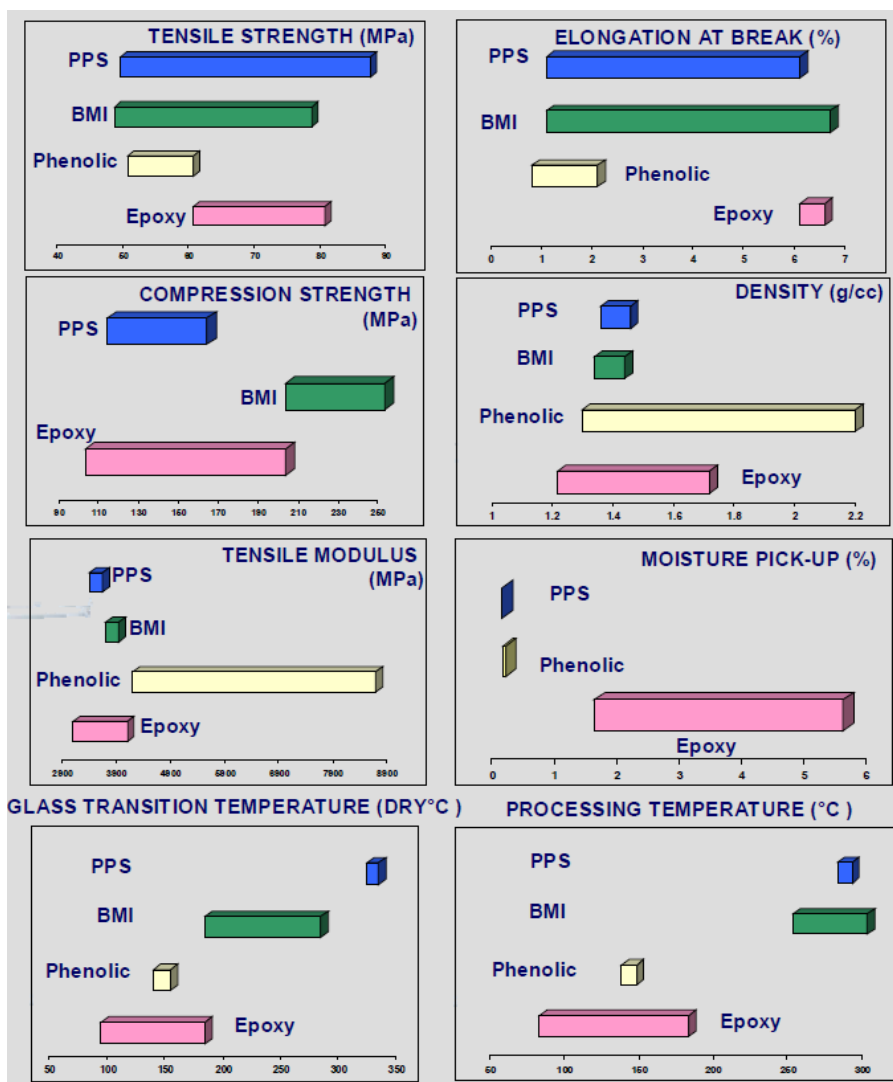 TENSILE STRENGTH (MPa)
PPS
BMI
Phenolic
Epoxy
40 50 60 70 80 90
ELONGATION AT BREAK (%)
PPS
BMI
Phenolic
Epoxy
0 1 2 3 4 5 6 7
COMPRESSION STRENGTH
(MPa)
PPS
BMI
Epoxy
90 110 130 150 170 190 210 230 250
DENSITY (g/cc)
PPS
BMI
Phenolic
Epoxy
1 1.2 1.4 1.6 1.8 2 2.2
TENSILE MODULUS
(MPa)
PPS
BMI
Phenolic
Epoxy
2900 3900 4900 5900 6900 7900 8900
MOISTURE PICK-UP (%)
PPS
Phenolic
Epoxy
0 1 2 3 4 5 6
GLASS TRANSITION TEMPERATURE (DRY°C )
PPS
BMI
Phenolic
Epoxy
50 100 150 200 250 300 350
PROCESSING TEMPERATURE (°C )
PPS
BMI
Phenolic
Epoxy
50 100 150 200 250 300